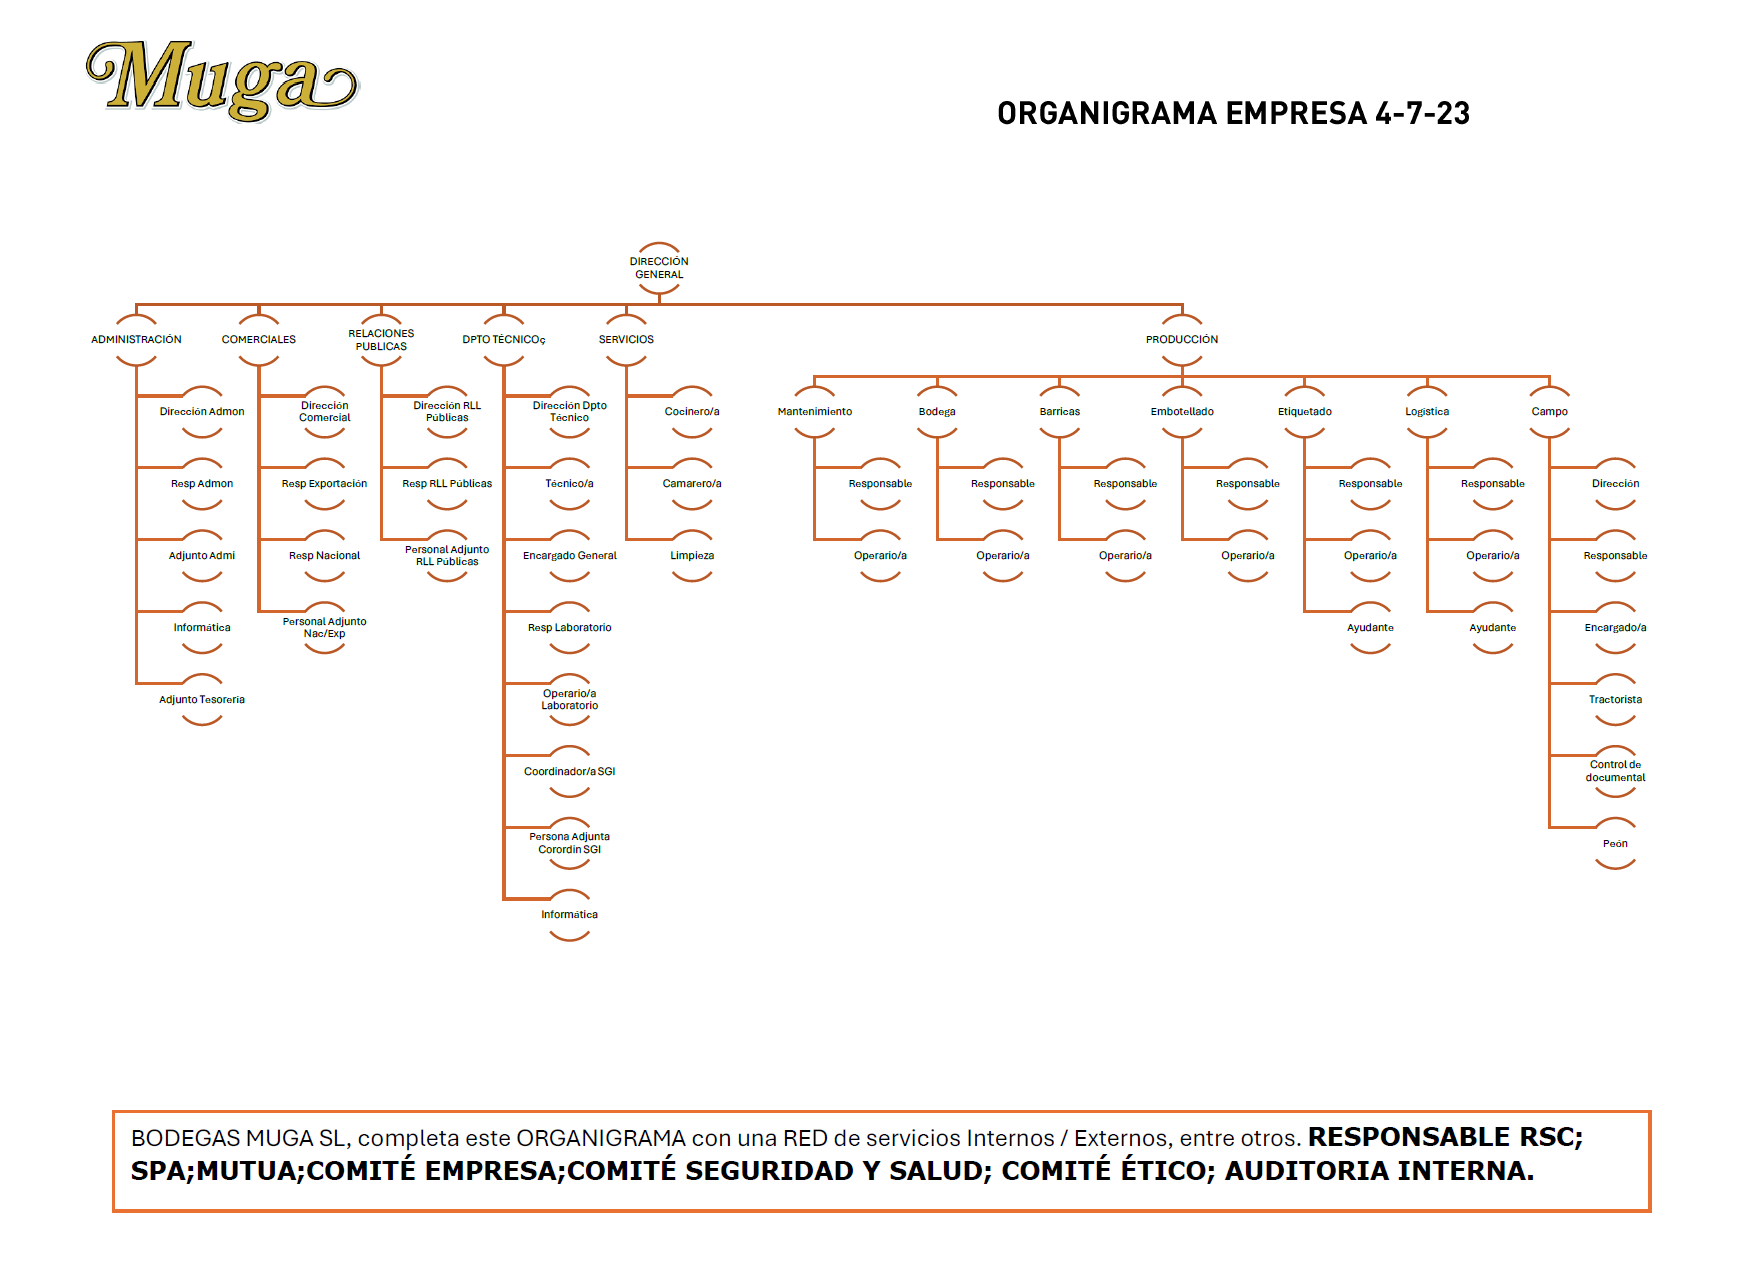 Muga
ORGANIGRAMA EMPRESA 4-7-23
DIRECCIÓN
GENERAL
ADMINISTRACIÓN
COMERCIALES
RELACIONES
PUBLICAS
DPTO TÉCNICOç
SERVICIOS
PRODUCCIÓN
Dirección Admon
Resp Admon
Adjunto Admi
Informática
Adjunto Tesoreria
Dirección
Comercial
Resp Exportación
Resp Nacional
Personal Adjunto
Nac/Exp
Dirección RLL
Públicas
Resp RLL Públicas
Personal Adjunto
RLL Públicas
Dirección Dpto
Técnico
Técnico/a
Encargado General
Resp Laboratorio
Operario/a
Laboratorio
Coordinador/a SGI
Persona Adjunta
Corordin SGI
Informática
Cocinero/a
Camarero/a
Limpieza
Mantenimiento
Responsable
Operario/a
Bodega
Responsable
Operario/a
Barricas
Responsable
Operario/a
Embotellado
Responsable
Operario/a
Etiquetado
Responsable
Operario/a
Ayudante
Logistica
Responsable
Operario/a
Ayudante
Campo
Dirección
Responsable
Encargado/a
Tractorista
Control de
documental
Peón
BODEGAS MUGA SL, completa este ORGANIGRAMA con una RED de servicios Internos / Externos, entre otros. RESPONSABLE RSC;
SPA;MUTUA;COMITÉ EMPRESA;COMITÉ SEGURIDAD Y SALUD; COMITÉ ÉTICO; AUDITORIA INTERNA.